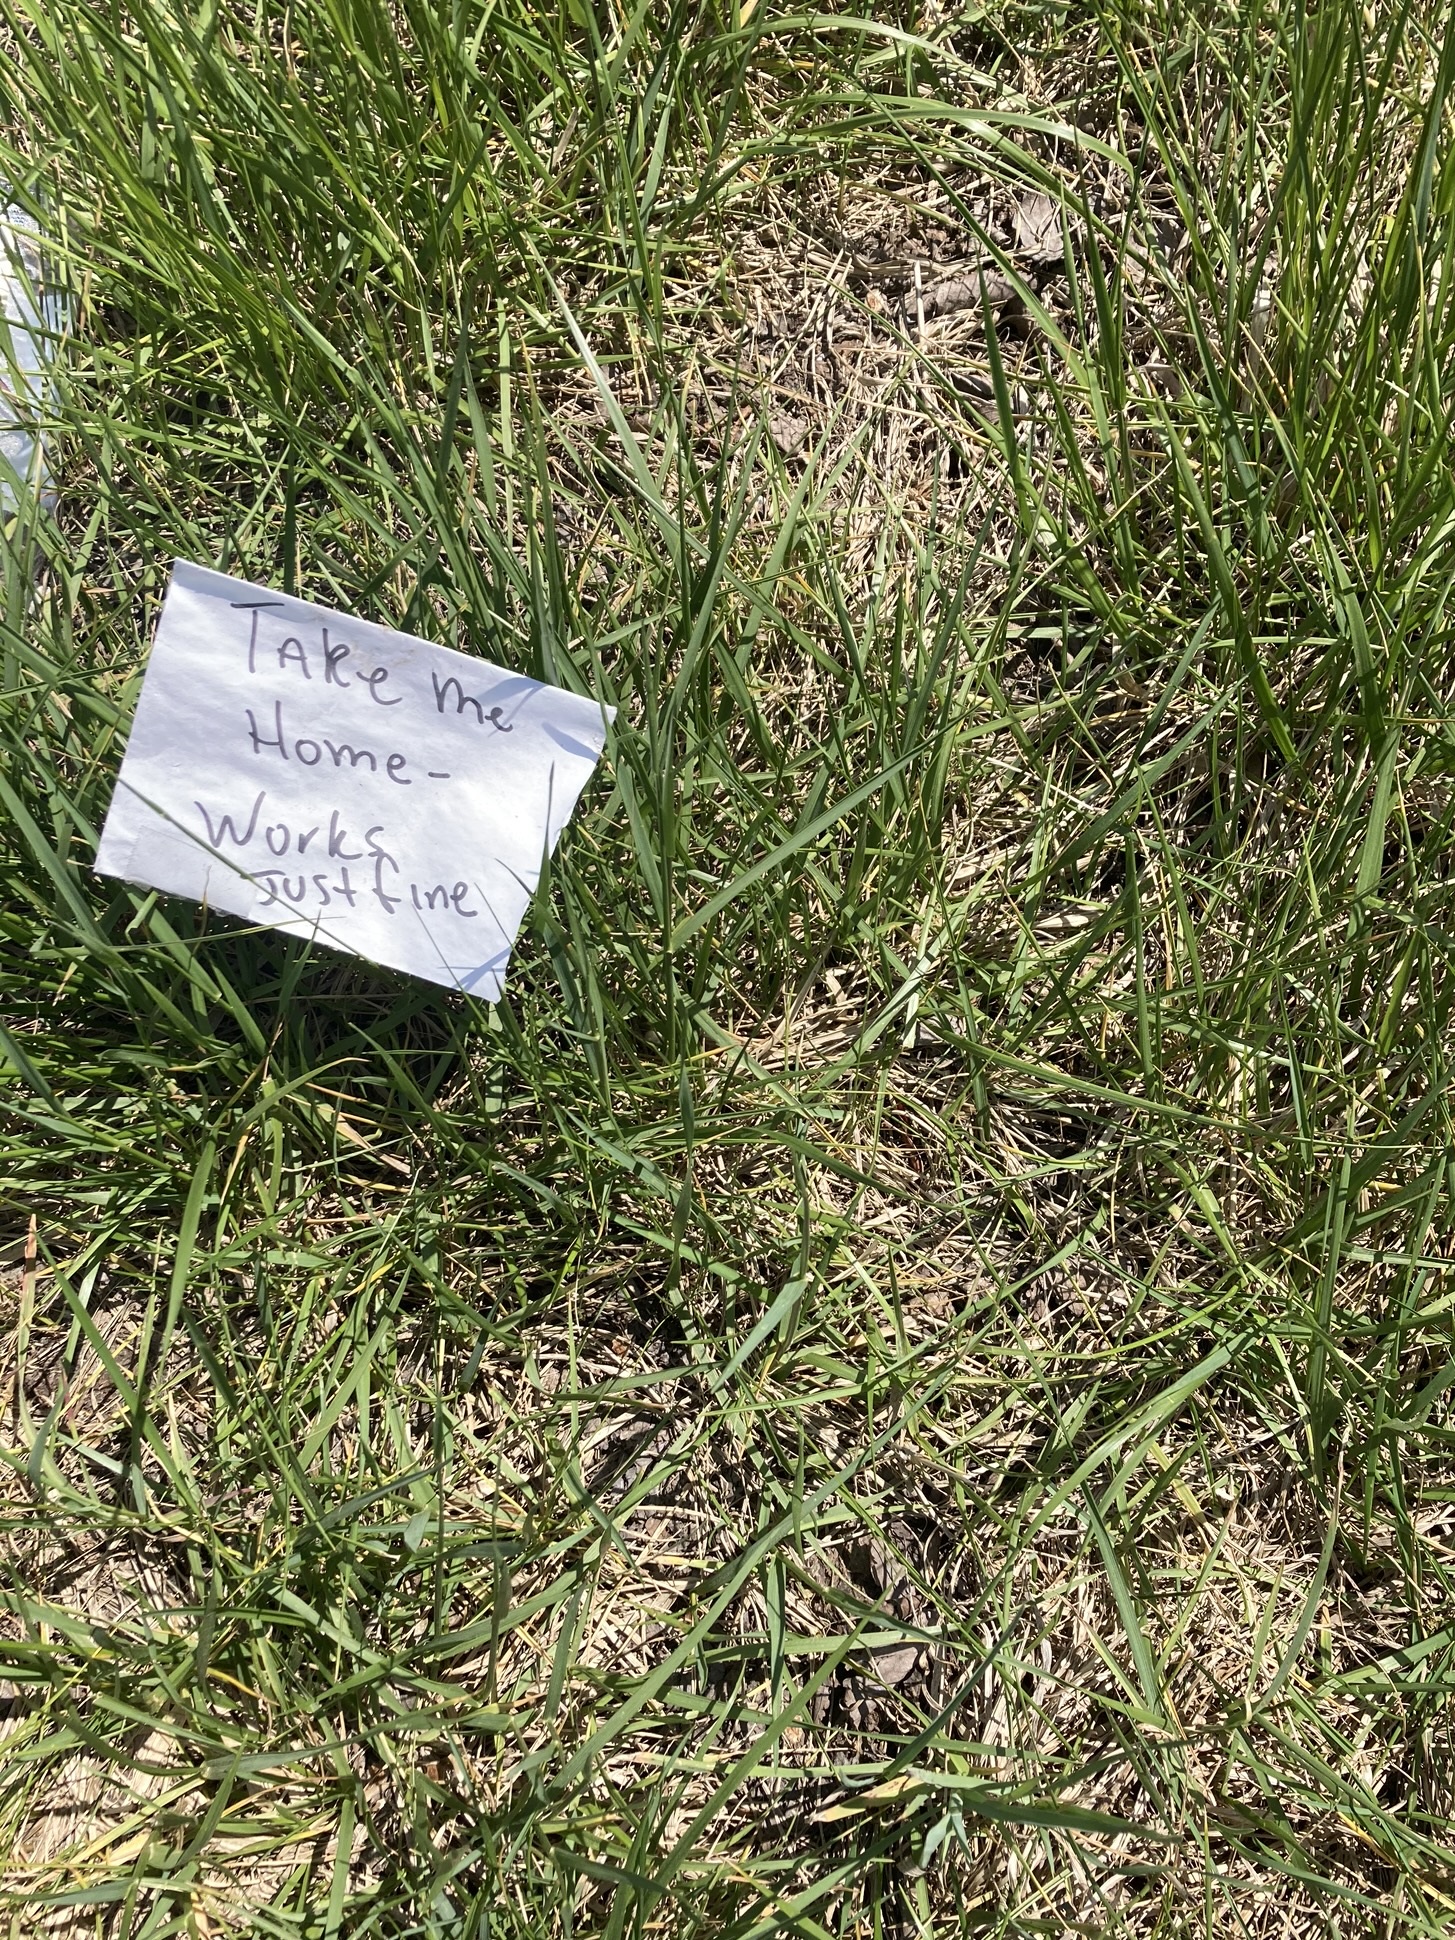 Take me
Home -
Works
Just fine